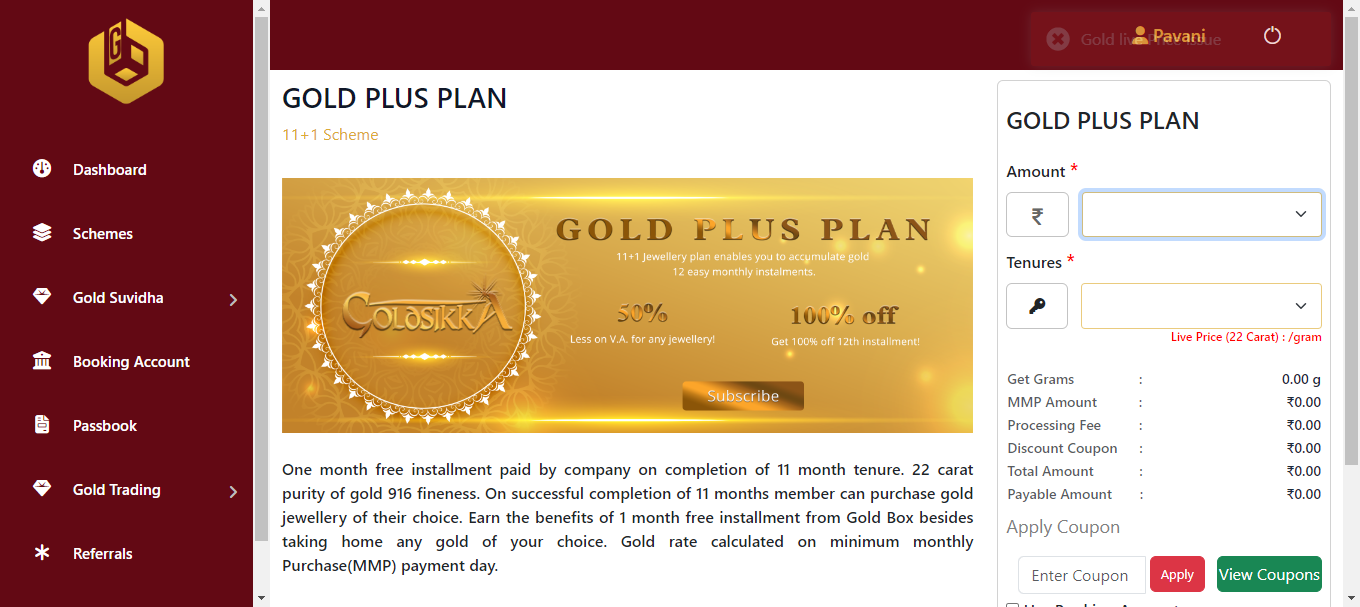 Gold live Price issue
Pavani
Dashboard
Schemes
Gold Suvidha
Booking Account
Passbook
Gold Trading
Referrals
GOLD PLUS PLAN
11+1 Scheme
GOLD PLUS PLAN
11+1 Jewellery plan enables you to accumulate gold
12 easy monthly instalments.
GOLDSIKKA
50%
100% off
Less on V.A. for any jewellery!
Get 100% off 12th installment!
Subscribe
One month free installment paid by company on completion of 11 month tenure. 22 carat
purity of gold 916 fineness. On successful completion of 11 months member can purchase gold
jewellery of their choice. Earn the benefits of 1 month free installment from Gold Box besides
taking home any gold of your choice. Gold rate calculated on minimum monthly
Purchase(MMP) payment day.
GOLD PLUS PLAN
Amount *
₹
Tenures *
Live Price (22 Carat) : /gram
Get Grams : 0.00 g
MMP Amount : ₹0.00
Processing Fee : ₹0.00
Discount Coupon : ₹0.00
Total Amount : ₹0.00
Payable Amount : ₹0.00
Apply Coupon
Enter Coupon
Apply
View Coupons